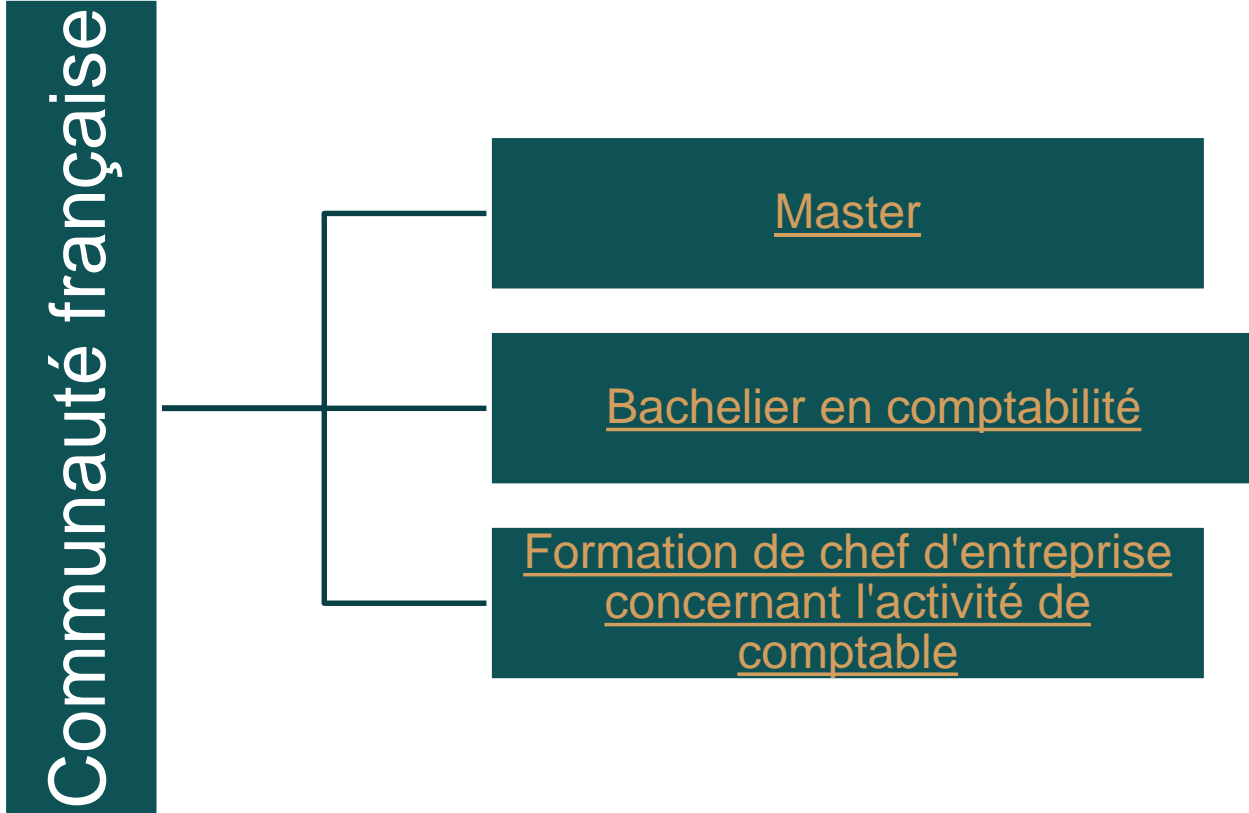 Communauté française
Master
Bachelier en comptabilité
Formation de chef d'entreprise
concernant l'activité de
comptable